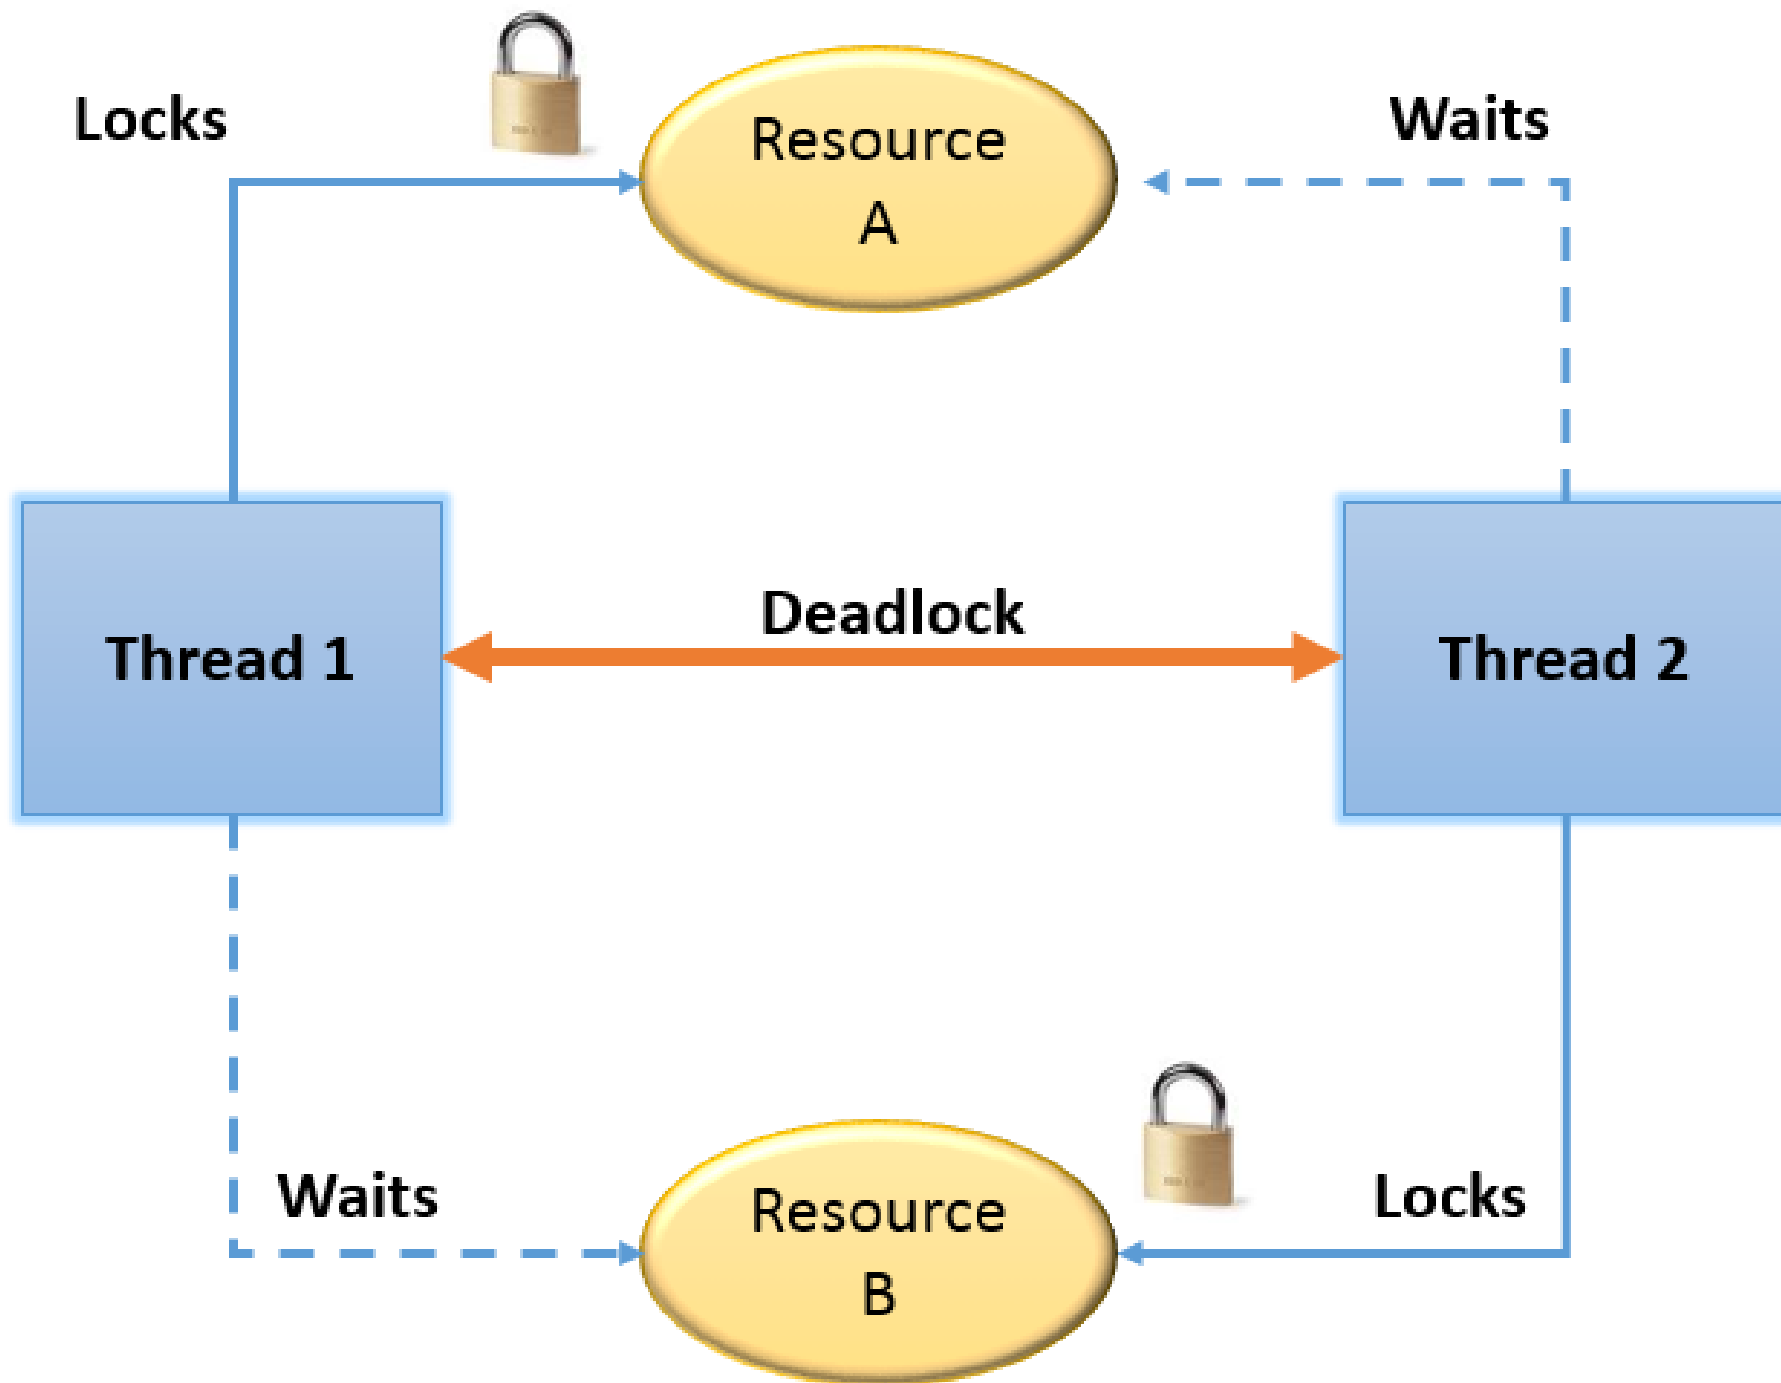 Locks
Resource
A
Waits
Deadlock
Thread 1
Thread 2
Waits
Resource
B
Locks